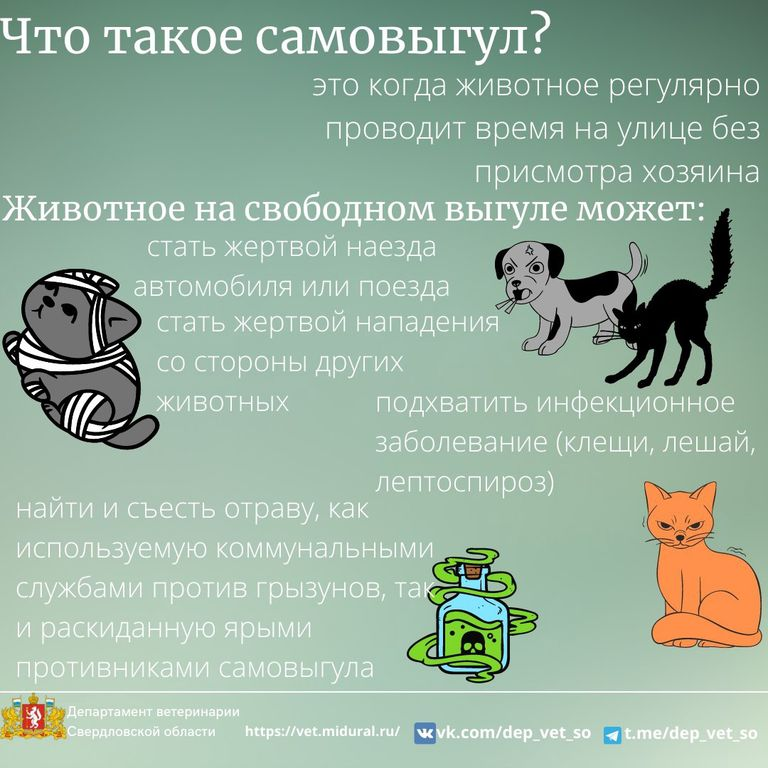 Что такое самовыгул?
это когда животное регулярно
проводит время на улице без
присмотра хозяина
Животное на свободном выгуле может:
стать жертвой наезда
автомобиля или поезда
стать жертвой нападения
со стороны других
животных
подхватить инфекционное
заболевание (клещи, лешай,
лептоспироз)
найти и съесть отраву, как
используемую коммунальными
службами против грызунов, так
и раскиданную ярыми
противниками самовыгула
Департамент ветеринарии
Свердловской области
https://vet.midural.ru/
vk.com/dep_vet_so
t.me/dep_vet_so